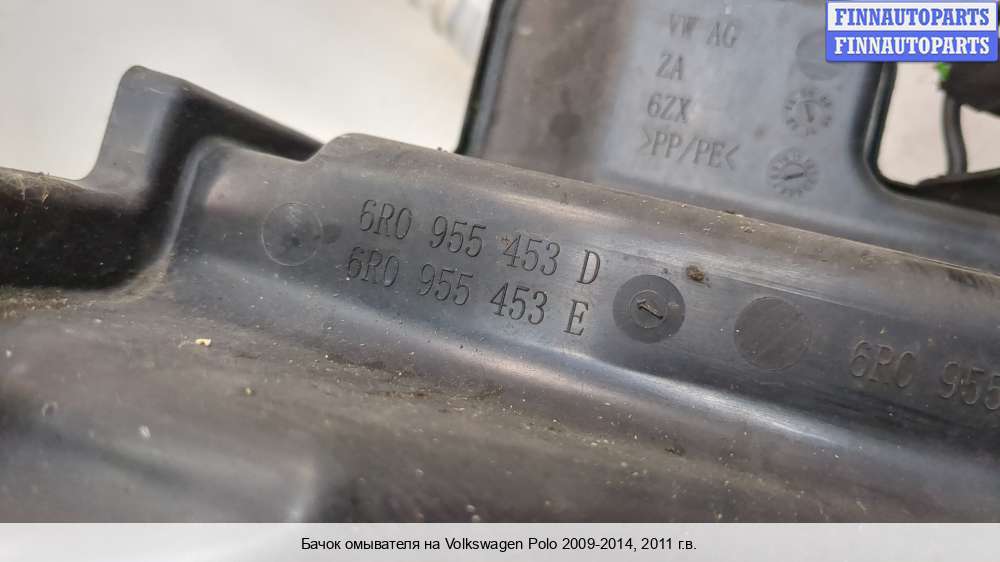 FINNAUTOPARTS
FINNAUTOPARTS
VW AG
ZA
6ZX
>PP/PE<
6R0 955 453 D
6R0 955 453 E
6R0 955
Бачок омывателя на Volkswagen Polo 2009-2014, 2011 г.в.